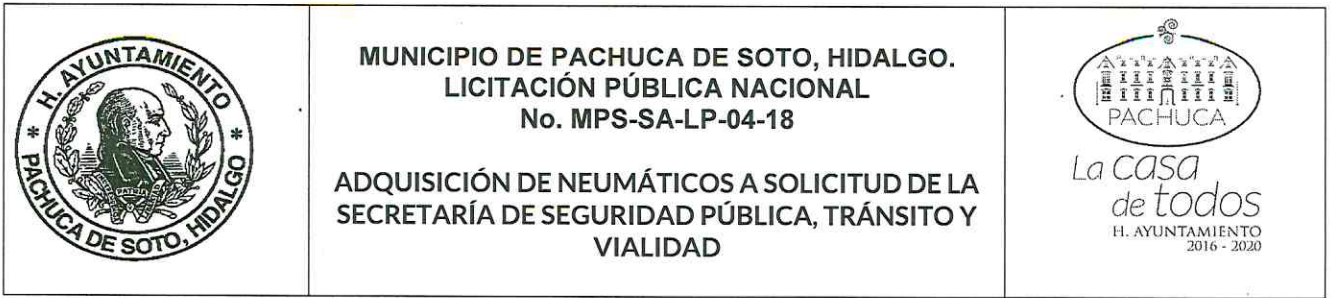 H. AYUNTAMIENTO
* PACHUCA DE SOTO, HIDALGO *
PATRIA
MUNICIPIO DE PACHUCA DE SOTO, HIDALGO.
LICITACIÓN PÚBLICA NACIONAL
No. MPS-SA-LP-04-18
ADQUISICIÓN DE NEUMÁTICOS A SOLICITUD DE LA
SECRETARÍA DE SEGURIDAD PÚBLICA, TRÁNSITO Y
VIALIDAD
PACHUCA
La casa
de todos
H. AYUNTAMIENTO
2016 - 2020